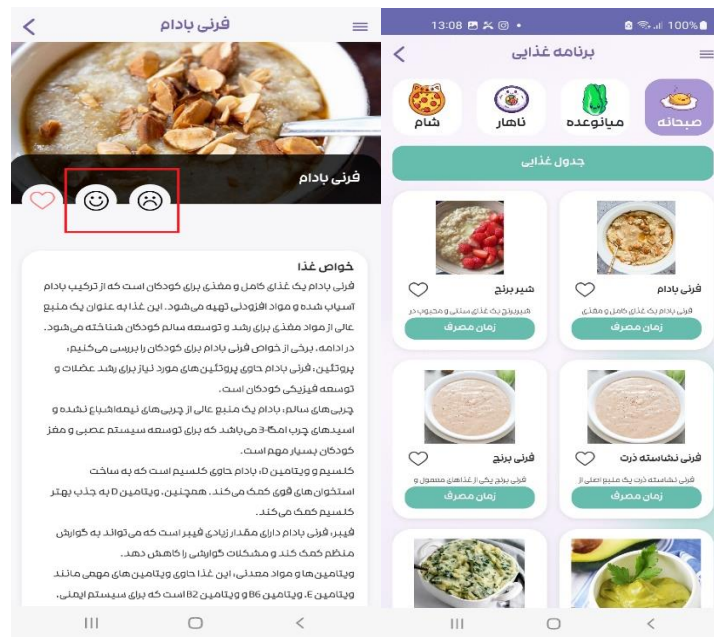 فرنی بادام
فرنی بادام
خواص غذا
فرنی بادام یک غذای کامل و مغذی برای کودکان است که از ترکیب بادام
آسیاب شده و مواد افزودنی تهیه می‌شود. این غذا به عنوان یک منبع
عالی از مواد مغذی برای رشد و توسعه سالم کودکان شناخته می‌شود.
در ادامه، برخی از خواص فرنی بادام برای کودکان را بررسی می‌کنیم:
پروتئین: فرنی بادام حاوی پروتئین‌های مورد نیاز برای رشد عضلات و
توسعه فیزیکی کودکان است.
چربی‌های سالم: بادام یک منبع عالی از چربی‌های نیمه‌اشباع نشده و
اسیدهای چرب امگا-3 می‌باشد که برای توسعه سیستم عصبی و مغز
کودکان بسیار مهم است.
کلسیم و ویتامین D: بادام حاوی کلسیم است که به ساخت
استخوان‌های قوی کمک می‌کند. همچنین، ویتامین D به جذب بهتر
کلسیم کمک می‌کند.
فیبر: فرنی بادام دارای مقدار زیادی فیبر است که می‌تواند به گوارش
منظم کمک کند و مشکلات گوارشی را کاهش دهد.
ویتامین‌ها و مواد معدنی: این غذا حاوی ویتامین‌های مهمی مانند
ویتامین E، ویتامین B6 و ویتامین B2 است که برای سیستم ایمنی،
13:08 100%
برنامه غذایی
صبحانه میانوعده ناهار شام
جدول غذایی
فرنی بادام
فرنی بادام یک غذای کامل و مغذی
زمان مصرف
شیر برنج
شیربرنج یک غذای سنتی و محبوب در
زمان مصرف
فرنی نشاسته ذرت
فرنی نشاسته ذرت یک منبع اصلی از
زمان مصرف
فرنی برنج
فرنی برنج یکی از غذاهای معمول و
زمان مصرف